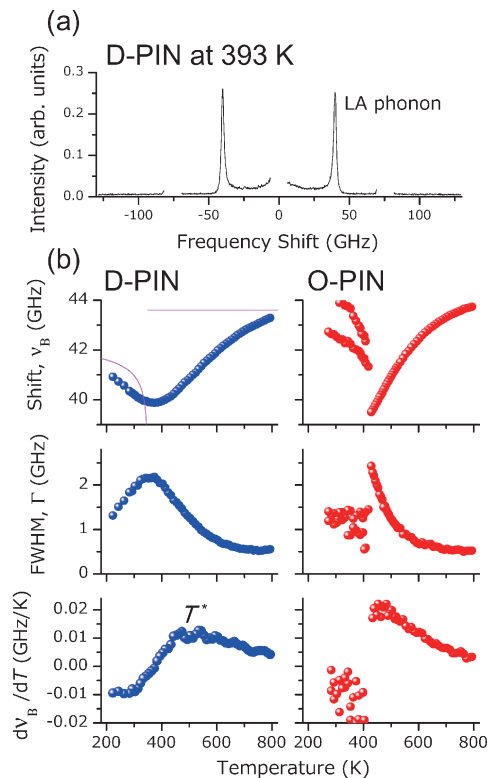 (a)
D-PIN at 393 K
Intensity (arb. units)
0.3
0.2
0.1
0.0
LA phonon
-100 -50 0 50 100
Frequency Shift (GHz)
(b)
D-PIN O-PIN
Shift, ν_B (GHz)
44
42
40
FWHM, Γ (GHz)
2
1
0
dν_B /dT (GHz/K)
0.02
0.01
0.00
-0.01
-0.02
T*
200 400 600 800 200 400 600 800
Temperature (K)